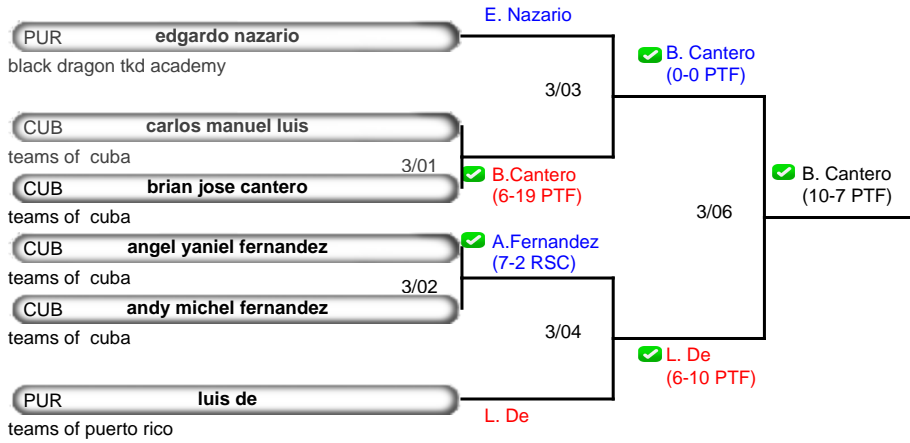 E. Nazario
PUR edgardo nazario
black dragon tkd academy
B. Cantero
(0-0 PTF)
3/03
CUB carlos manuel luis
teams of cuba
3/01
CUB brian jose cantero
teams of cuba
B.Cantero
(6-19 PTF)
B. Cantero
(10-7 PTF)
3/06
CUB angel yaniel fernandez
teams of cuba
A.Fernandez
(7-2 RSC)
3/02
CUB andy michel fernandez
teams of cuba
3/04
L. De
(6-10 PTF)
PUR luis de
teams of puerto rico
L. De